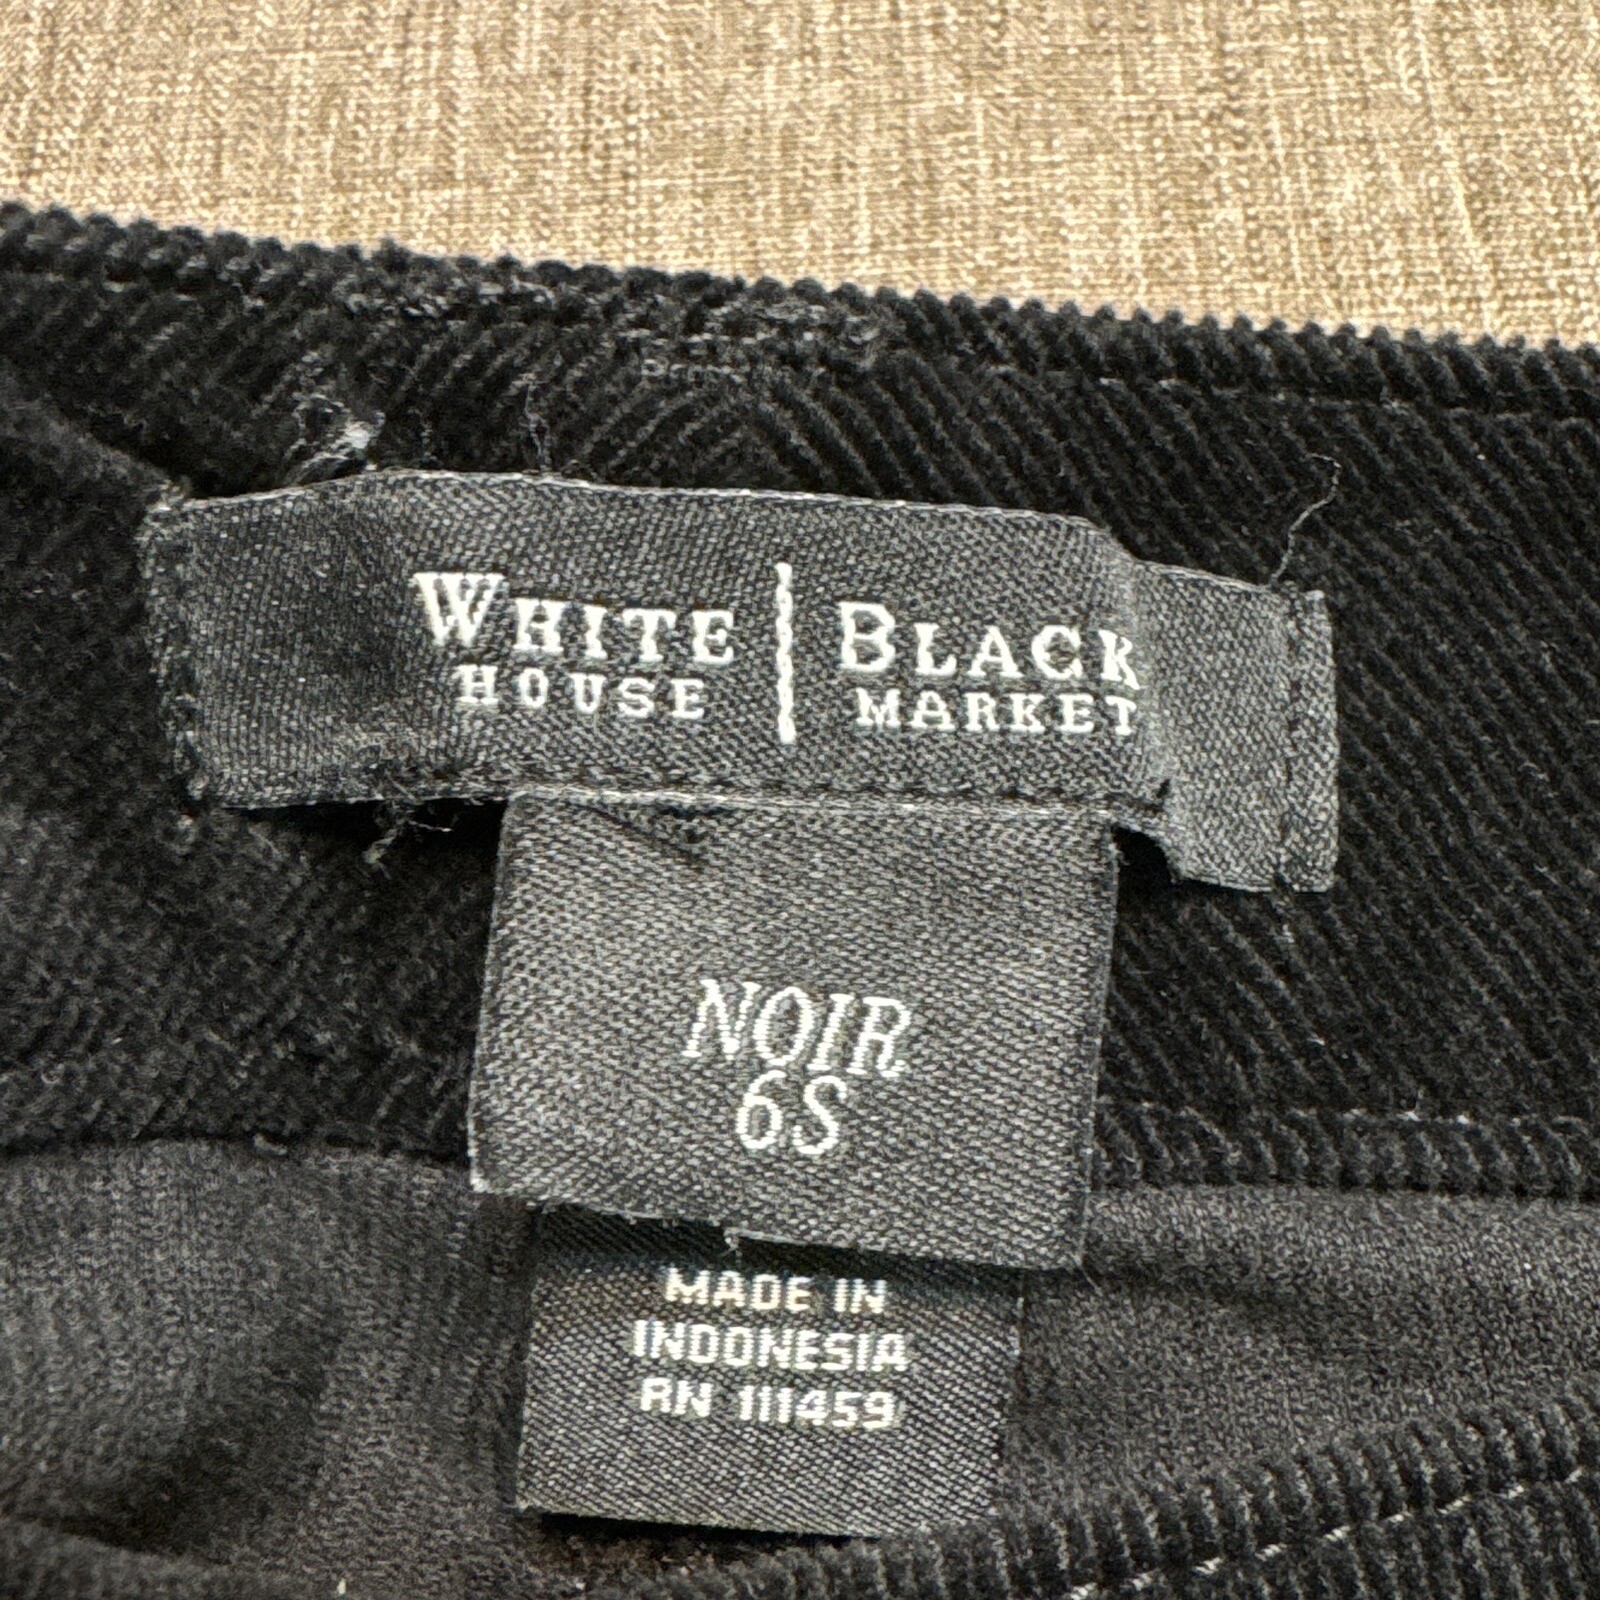 WHITE | BLACK
HOUSE MARKET
NOIR
6S
MADE IN
INDONESIA
RN 111459